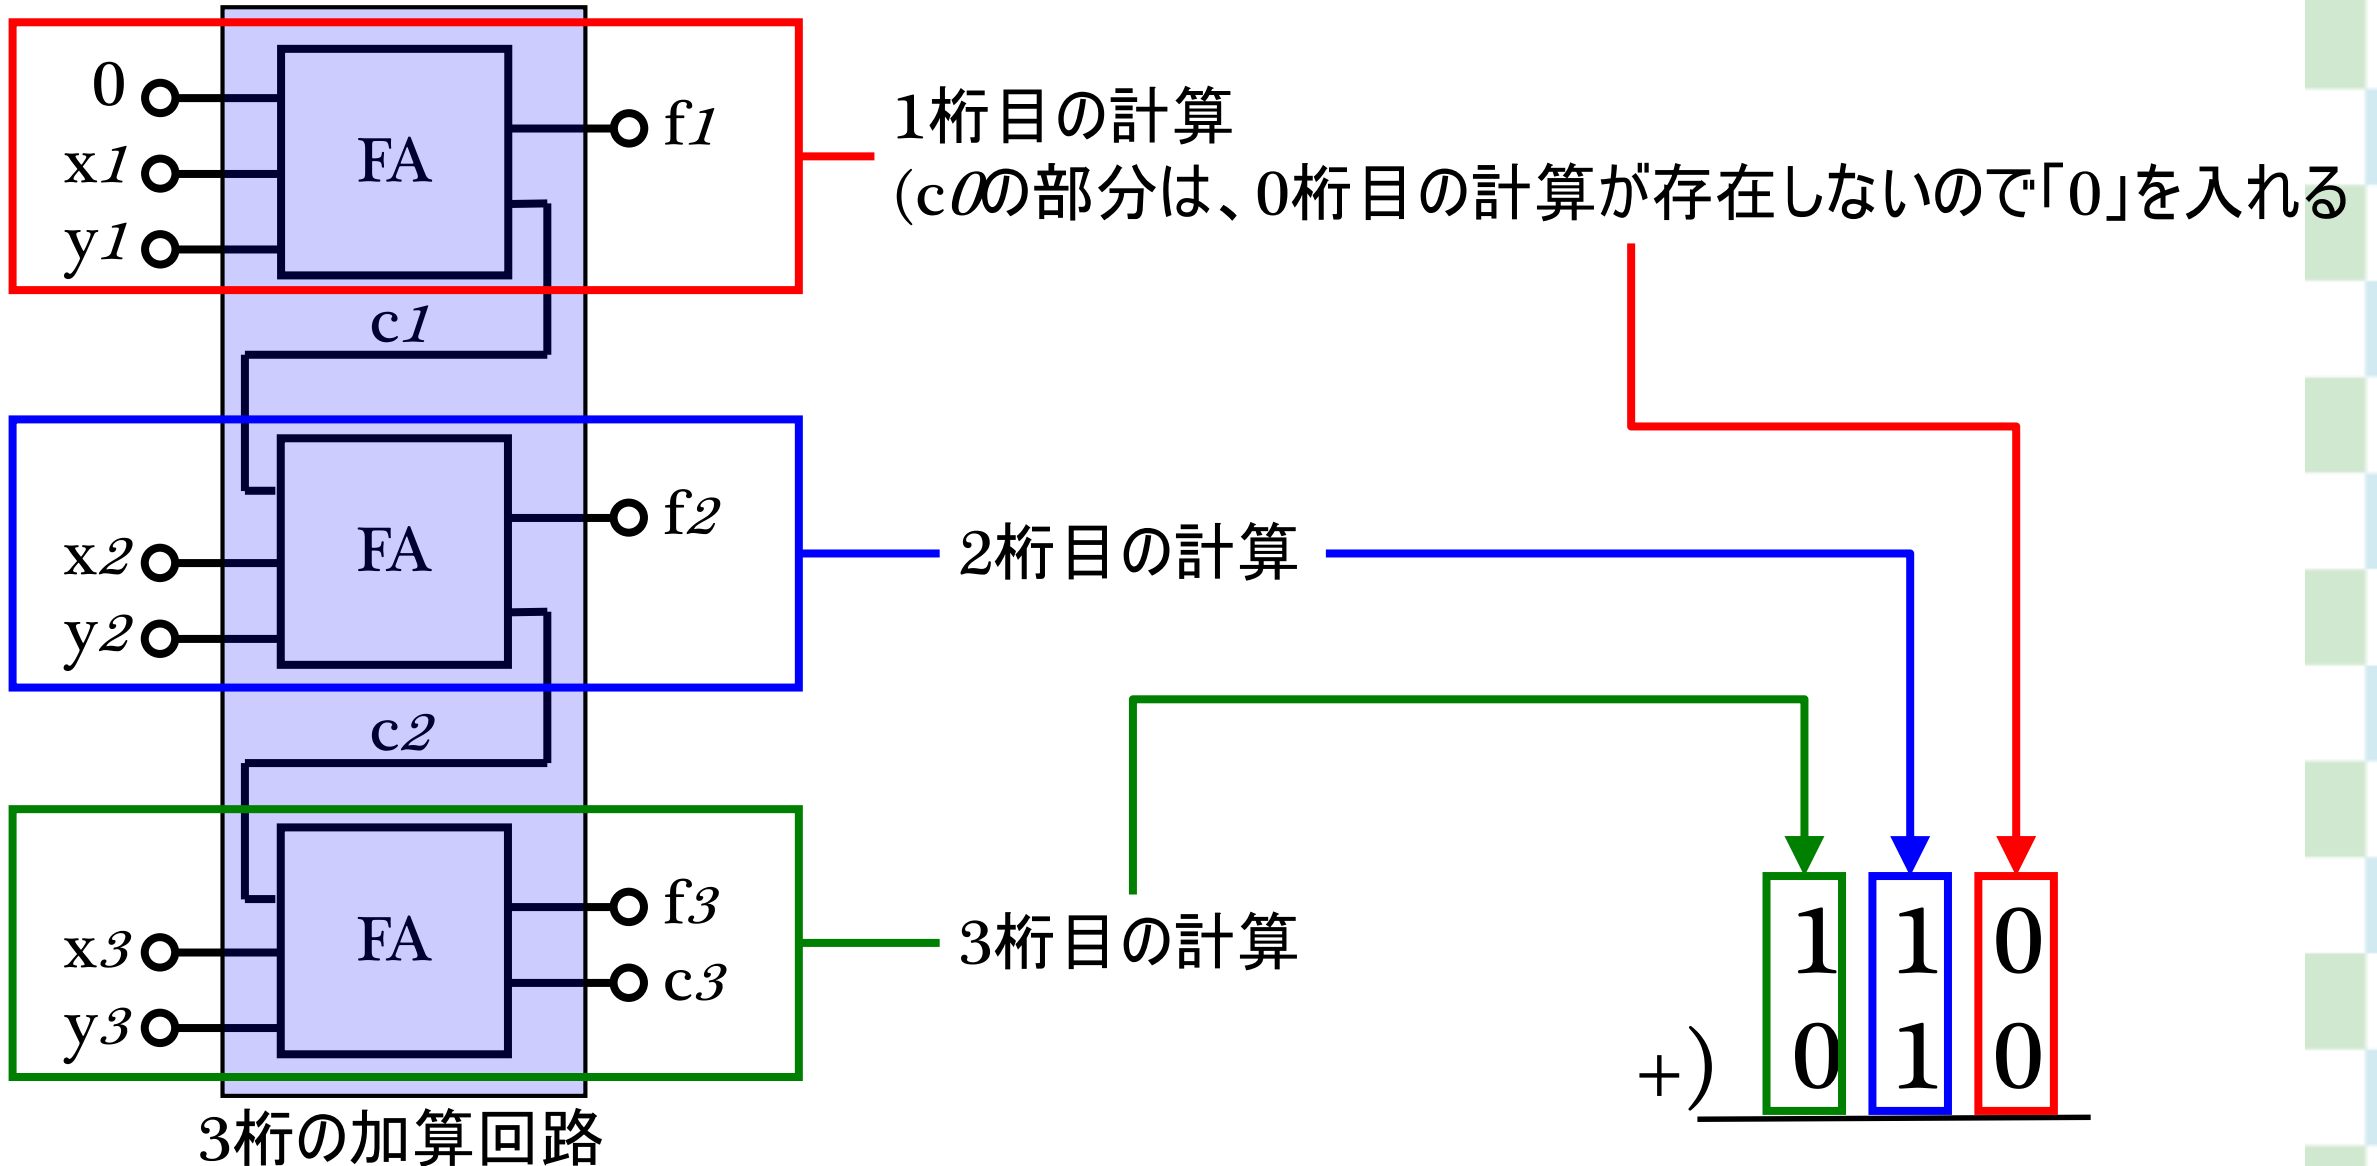 0
x1
y1
FA
f1
1桁目の計算
(c0の部分は、0桁目の計算が存在しないので「0」を入れる
c1
x2
y2
FA
f2
2桁目の計算
c2
x3
y3
FA
f3
c3
3桁目の計算
1 1 0
+) 0 1 0
3桁の加算回路